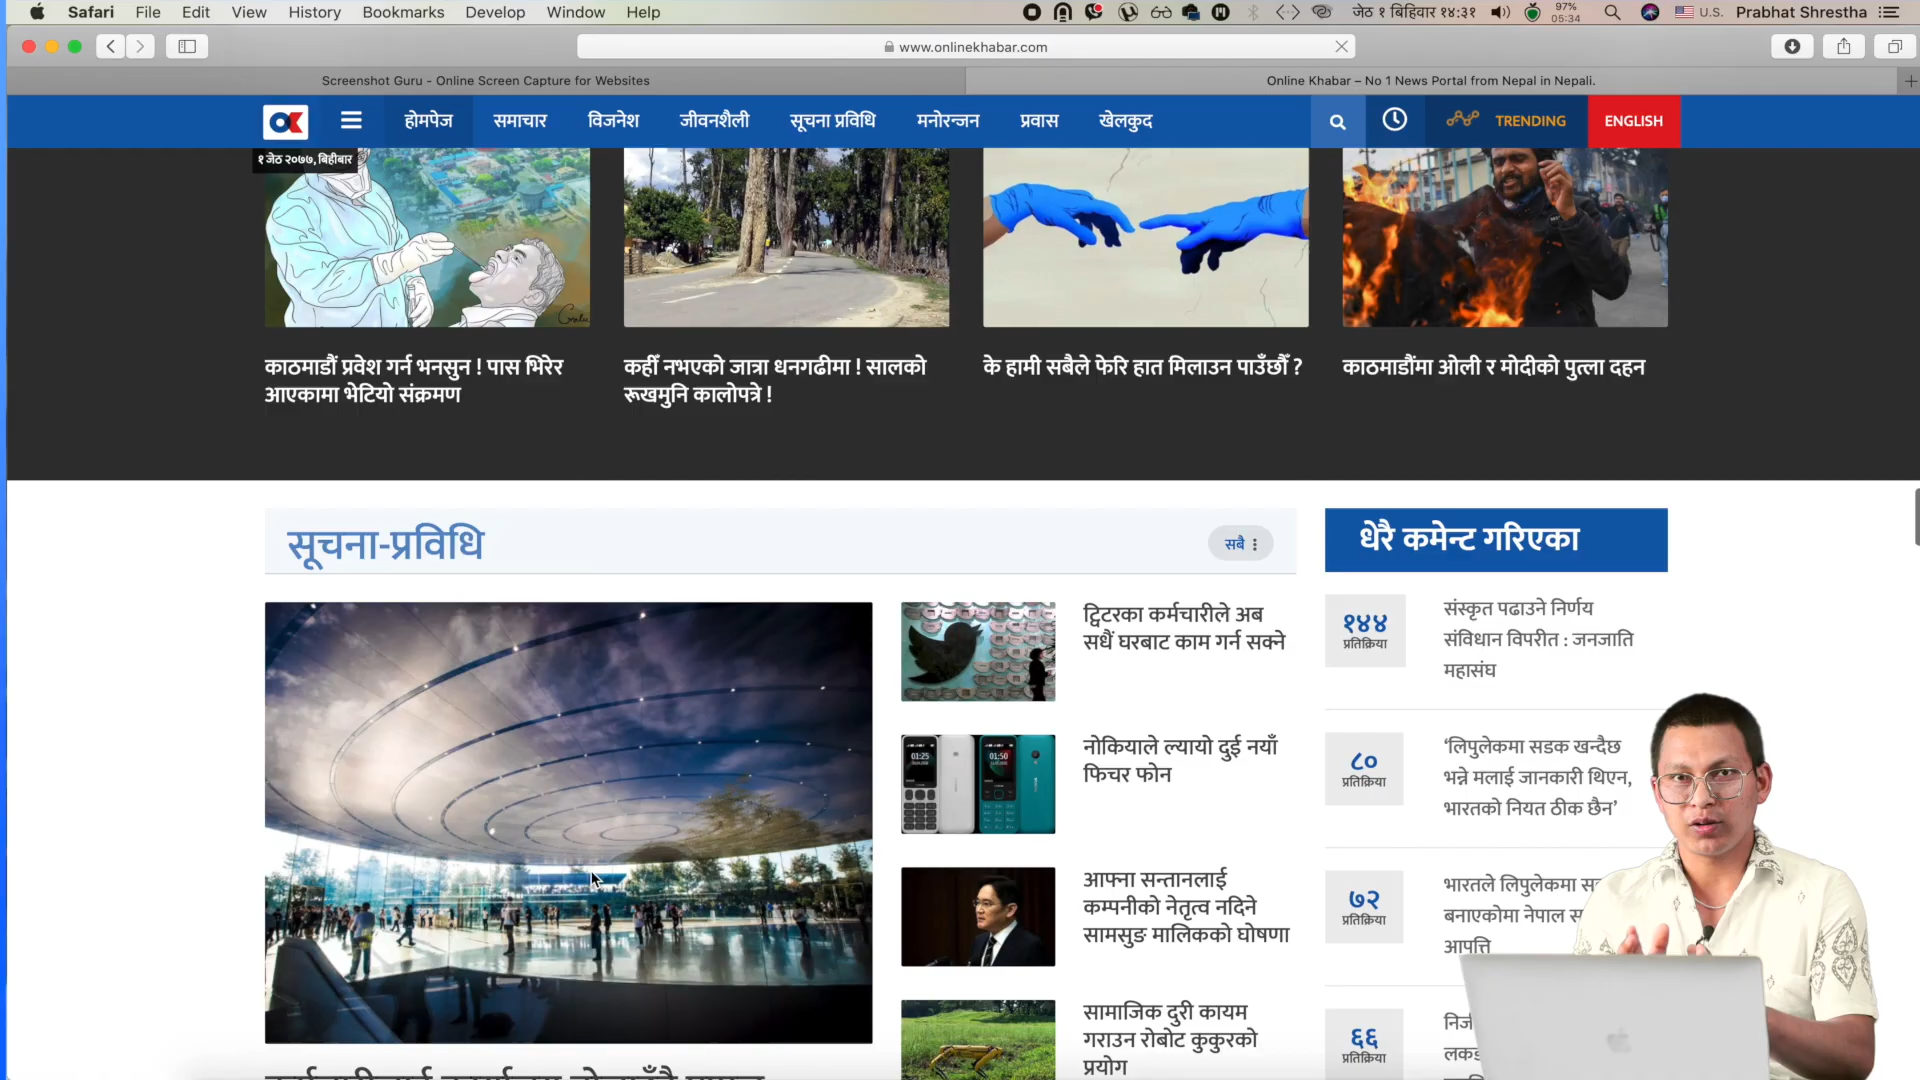 Safari File Edit View History Bookmarks Develop Window Help
जेठ १ बिहिवार १४:३१ 97% 05:34 U.S. Prabhat Shrestha
www.onlinekhabar.com
Screenshot Guru - Online Screen Capture for Websites
Online Khabar – No 1 News Portal from Nepal in Nepali.
होमपेज समाचार विजनेश जीवनशैली सूचना प्रविधि मनोरन्जन प्रवास खेलकुद TRENDING ENGLISH
१ जेठ २०७७, बिहीबार
काठमाडौं प्रवेश गर्न भनसुन ! पास भिरेर
आएकामा भेटियो संक्रमण
कहीँ नभएको जात्रा धनगढीमा ! सालको
रूखमुनि कालोपत्रे !
के हामी सबैले फेरि हात मिलाउन पाउँछौँ ?
काठमाडौंमा ओली र मोदीको पुत्ला दहन
सूचना-प्रविधि
सबै
ट्विटरका कर्मचारीले अब
सधैं घरबाट काम गर्न सक्ने
नोकियाले ल्यायो दुई नयाँ
फिचर फोन
01:25
01:50
आफ्ना सन्तानलाई
कम्पनीको नेतृत्व नदिने
सामसुङ मालिकको घोषणा
सामाजिक दुरी कायम
गराउन रोबोट कुकुरको
प्रयोग
धेरै कमेन्ट गरिएका
१४४
प्रतिक्रिया
संस्कृत पढाउने निर्णय
संविधान विपरीत : जनजाति
महासंघ
८०
प्रतिक्रिया
‘लिपुलेकमा सडक खन्दैछ
भन्ने मलाई जानकारी थिएन,
भारतको नियत ठीक छैन’
७२
प्रतिक्रिया
भारतले लिपुलेकमा
बनाएकोमा नेपाल
आपत्ति
६६
प्रतिक्रिया